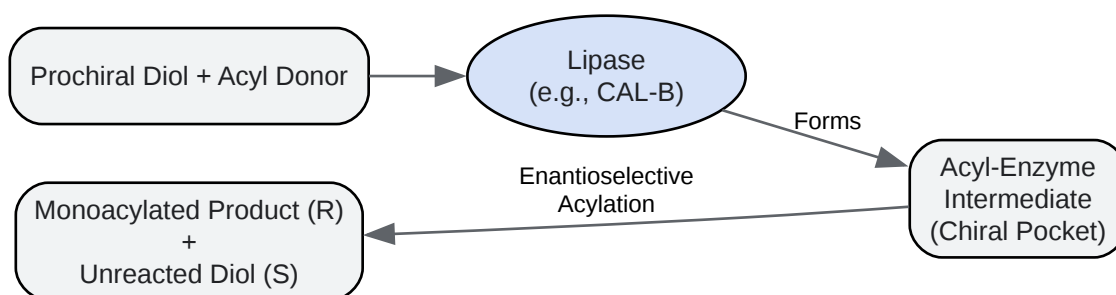 Prochiral Diol + Acyl Donor
Lipase
(e.g., CAL-B)
Forms
Acyl-Enzyme
Intermediate
(Chiral Pocket)
Enantioselective
Acylation
Monoacylated Product (R)
+
Unreacted Diol (S)